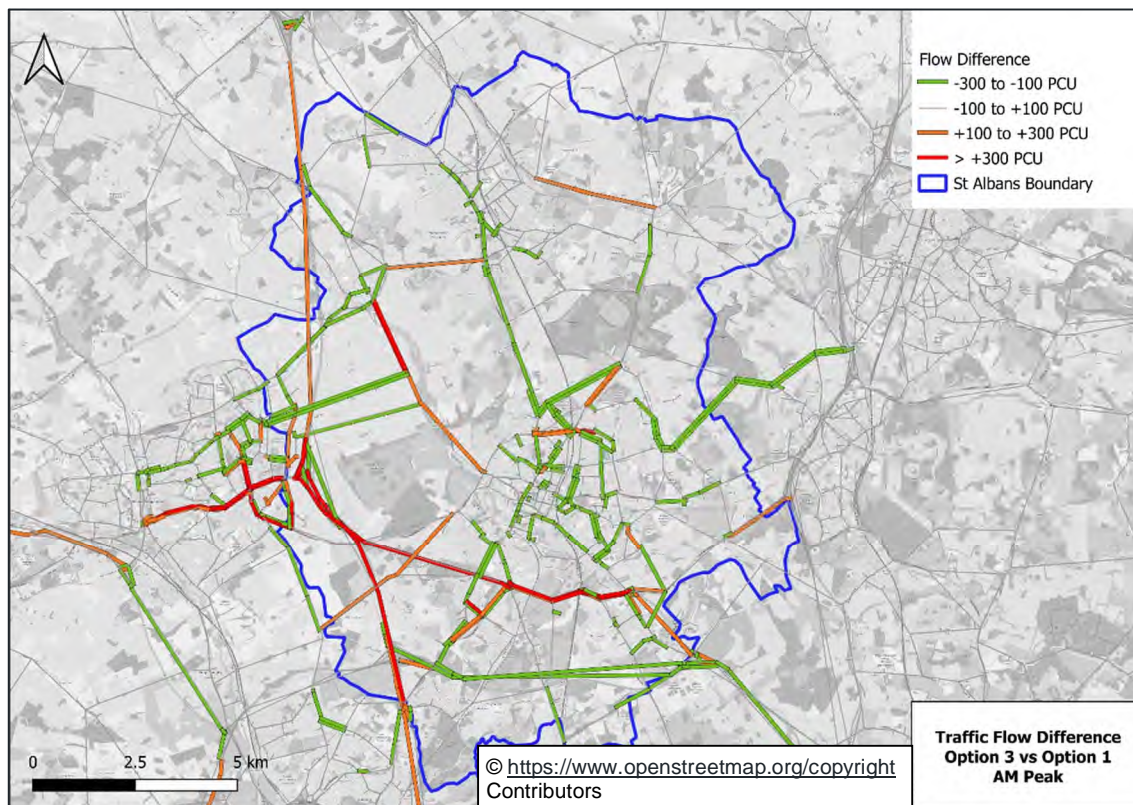 Flow Difference
-300 to -100 PCU
-100 to +100 PCU
+100 to +300 PCU
> +300 PCU
St Albans Boundary
0 2.5 5 km
© https://www.openstreetmap.org/copyright
Contributors
Traffic Flow Difference
Option 3 vs Option 1
AM Peak